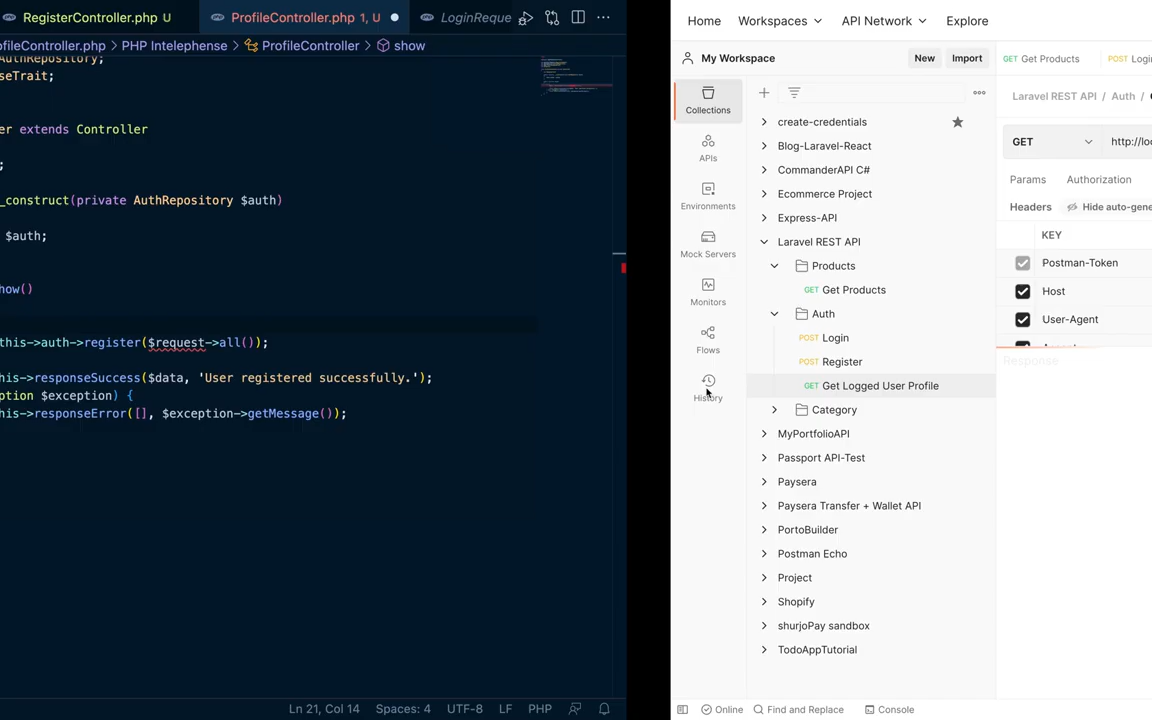 RegisterController.php U
ProfileController.php 1, U
LoginReque
ofileController.php > PHP Intelephense > ProfileController > show
AuthRepository;
seTrait;
er extends Controller
;
_construct(private AuthRepository $auth)
$auth;
how()
this->auth->register($request->all());
his->responseSuccess($data, 'User registered successfully.');
eption $exception) {
his->responseError([], $exception->getMessage());
Ln 21, Col 14
Spaces: 4
UTF-8
LF
PHP
Home
Workspaces
API Network
Explore
My Workspace
New
Import
Collections
APIs
Environments
Mock Servers
Monitors
Flows
History
create-credentials
Blog-Laravel-React
CommanderAPI C#
Ecommerce Project
Express-API
Laravel REST API
Products
GET Get Products
Auth
POST Login
POST Register
GET Get Logged User Profile
Category
MyPortfolioAPI
Passport API-Test
Paysera
Paysera Transfer + Wallet API
PortoBuilder
Postman Echo
Project
Shopify
shurjoPay sandbox
TodoAppTutorial
Online
Find and Replace
Console
GET Get Products
POST Logi
Laravel REST API / Auth /
GET
http://loc
Params
Authorization
Headers
Hide auto-gene
KEY
Postman-Token
Host
User-Agent
Response